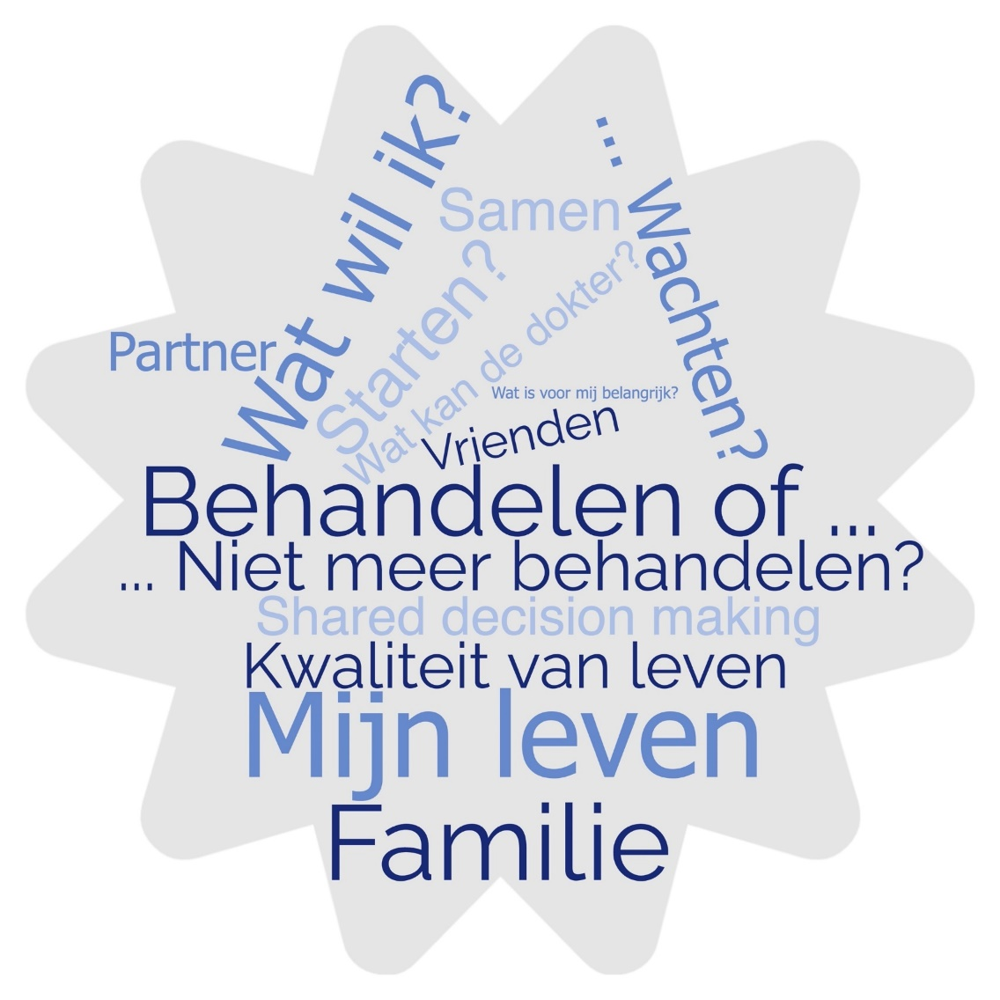 Wat wil ik?
... Wachten?
Samen
Starten?
Wat kan de dokter?
Partner
Wat is voor mij belangrijk?
Vrienden
Behandelen of ...
... Niet meer behandelen?
Shared decision making
Kwaliteit van leven
Mijn leven
Familie